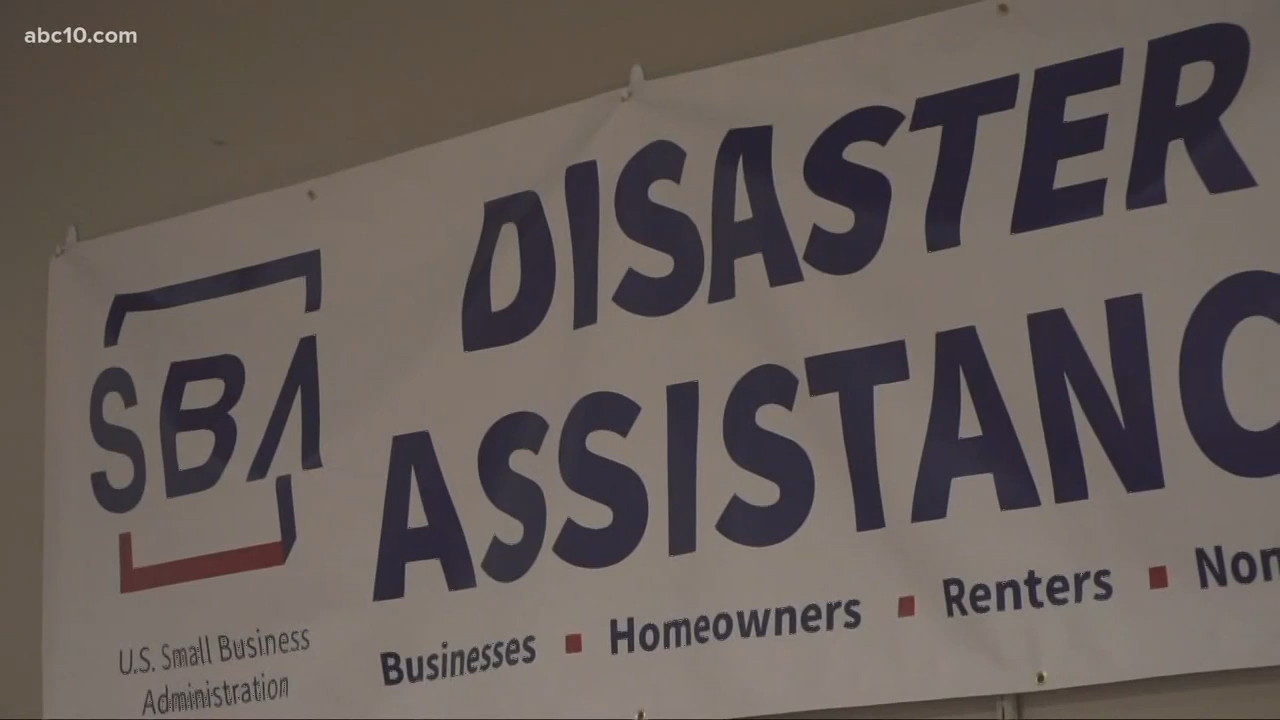 abc10.com
DISASTER
SBA
ASSISTANC
Businesses ▪ Homeowners ▪ Renters ▪ Non
U.S. Small Business
Administration